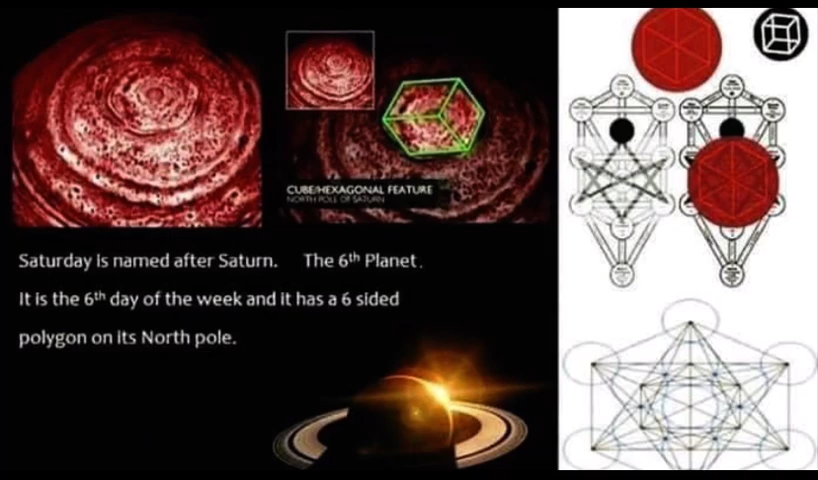 CUBE/HEXAGONAL FEATURE
NORTH POLE OF SATURN
Saturday is named after Saturn. The 6th Planet.
It is the 6th day of the week and it has a 6 sided
polygon on its North pole.